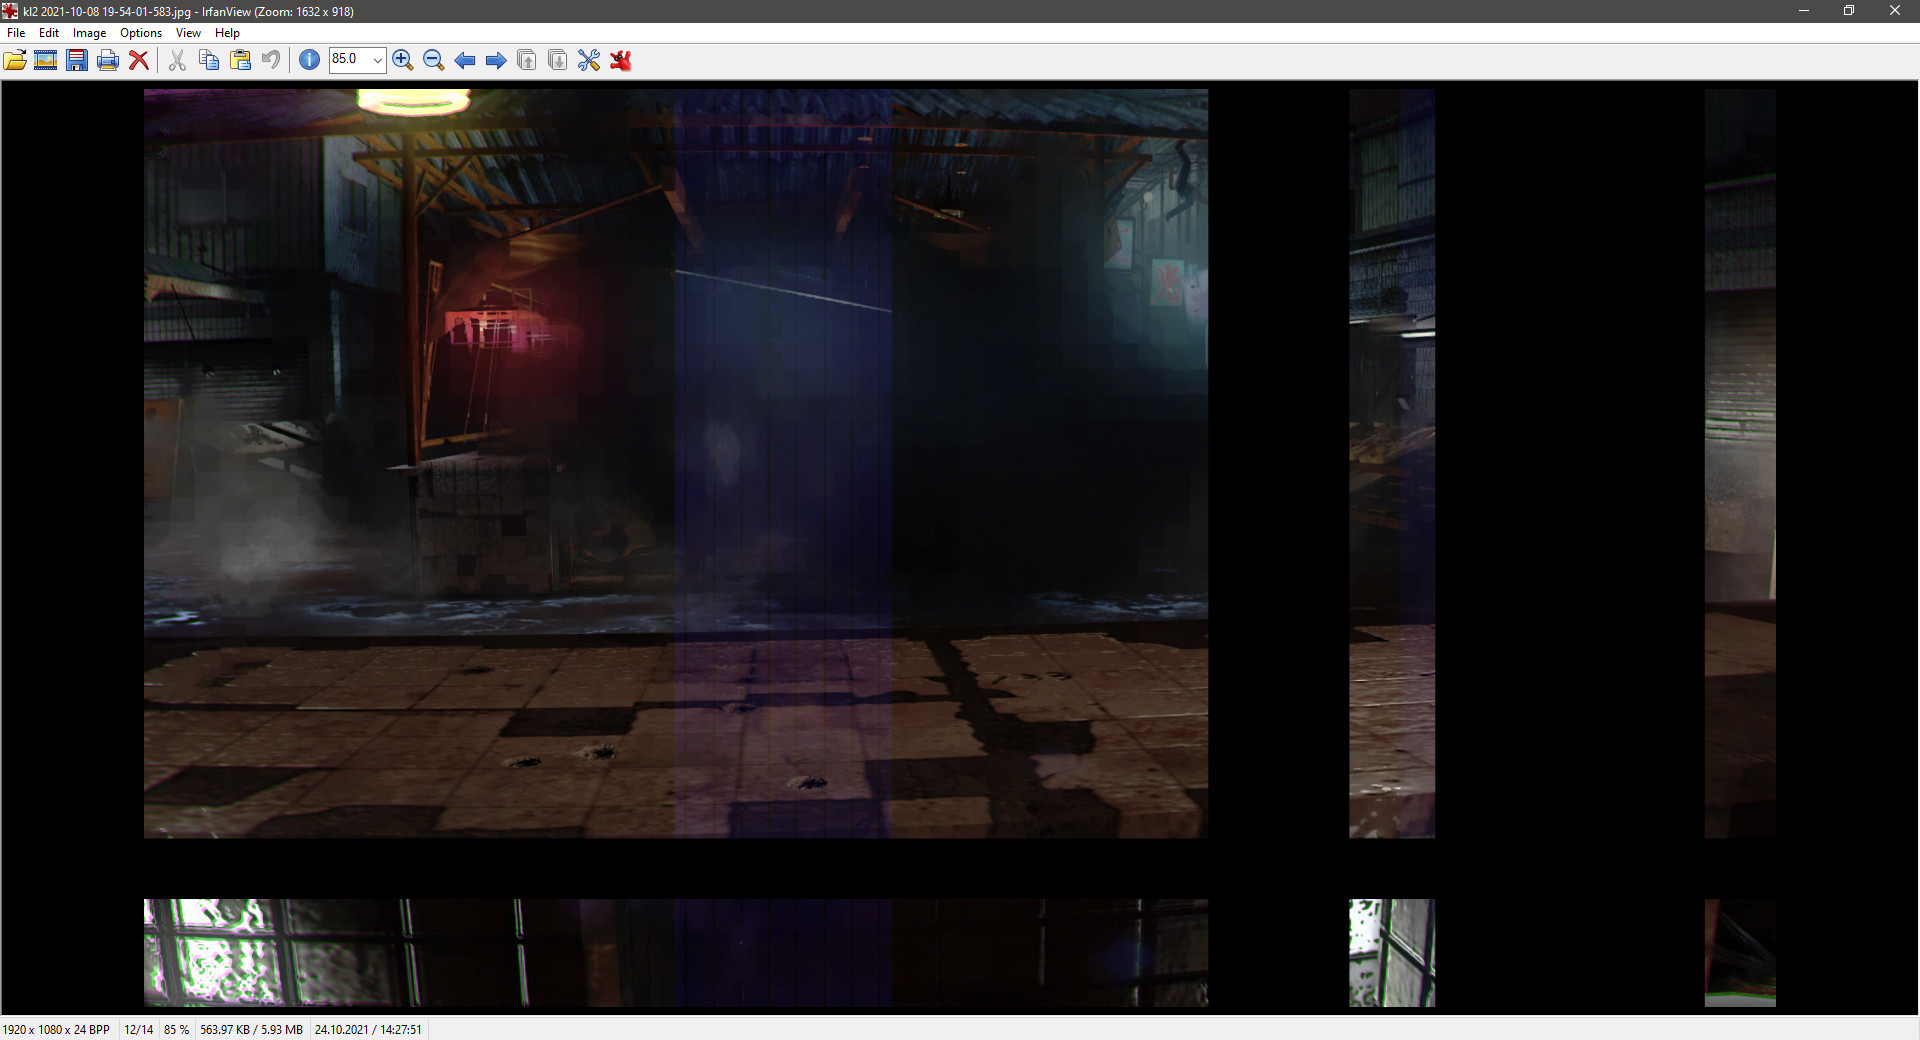 kl2 2021-10-08 19-54-01-583.jpg - IrfanView (Zoom: 1632 x 918)
File Edit Image Options View Help
85.0
1920 x 1080 x 24 BPP 12/14 85 % 563.97 KB / 5.93 MB 24.10.2021 / 14:27:51